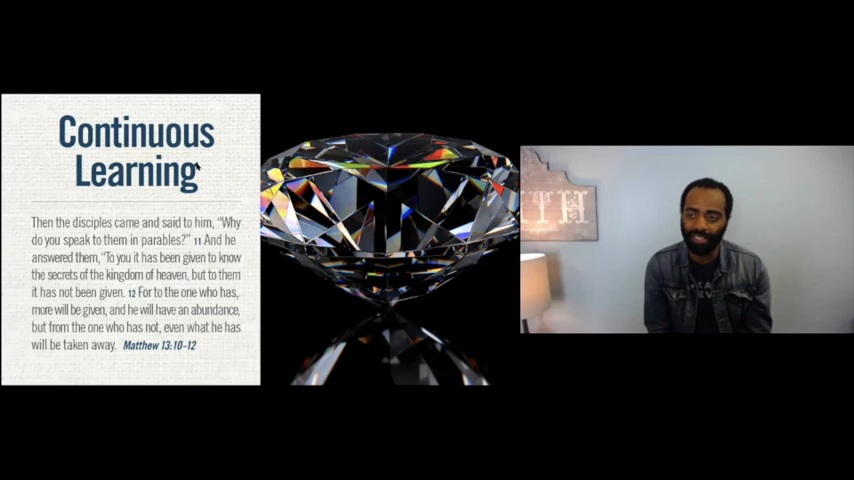 Continuous
Learning
Then the disciples came and said to him, “Why
do you speak to them in parables?” 11 And he
answered them, “To you it has been given to know
the secrets of the kingdom of heaven, but to them
it has not been given. 12 For to the one who has,
more will be given, and he will have an abundance,
but from the one who has not, even what he has
will be taken away. Matthew 13:10-12
TH